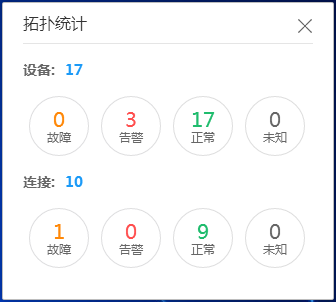 拓扑统计
设备: 17
0 3 17 0
故障 告警 正常 未知
连接: 10
1 0 9 0
故障 告警 正常 未知